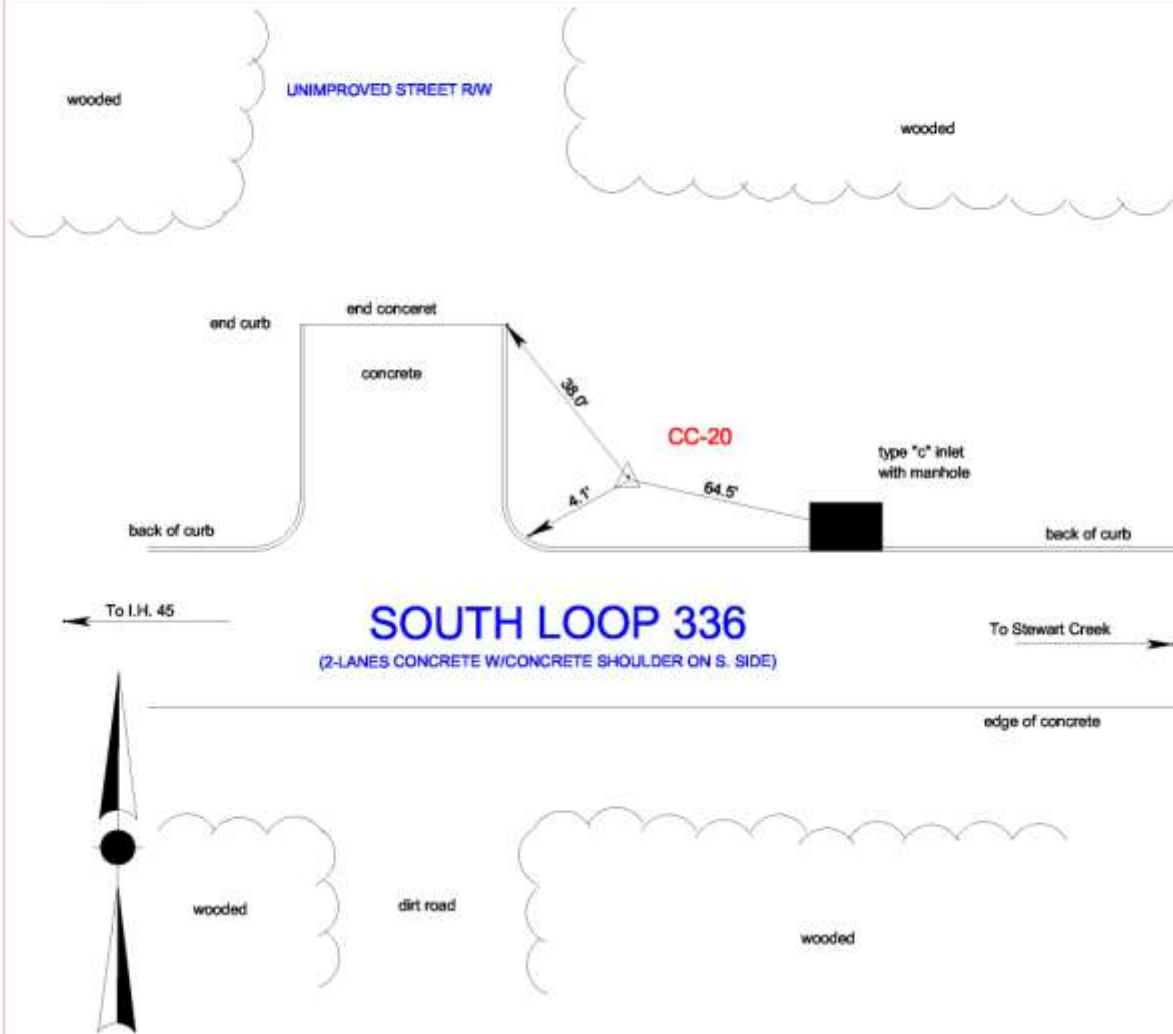 wooded
UNIMPROVED STREET R/W
wooded
end curb
end conceret
concrete
38.0'
CC-20
type "c" inlet
with manhole
4.1'
64.5'
back of curb
back of curb
To I.H. 45
SOUTH LOOP 336
(2-LANES CONCRETE W/CONCRETE SHOULDER ON S. SIDE)
To Stewart Creek
edge of concrete
wooded
dirt road
wooded